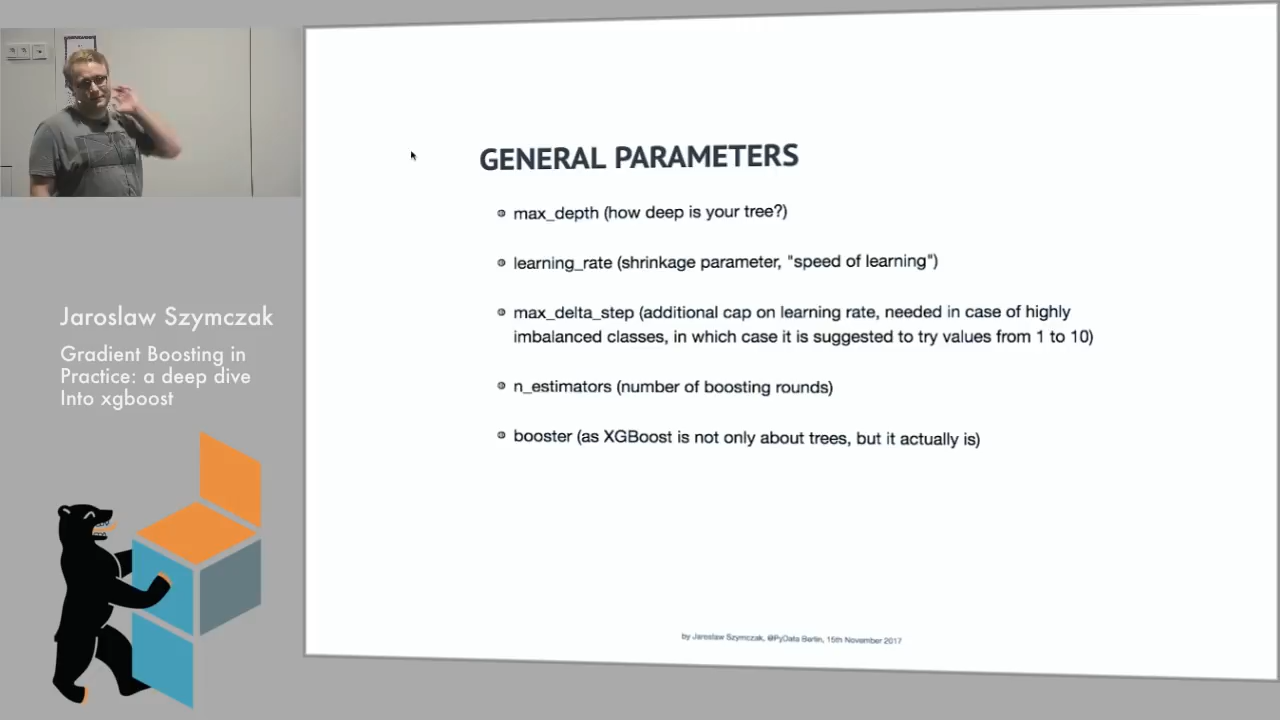 GENERAL PARAMETERS
max_depth (how deep is your tree?)
learning_rate (shrinkage parameter, "speed of learning")
max_delta_step (additional cap on learning rate, needed in case of highly
imbalanced classes, in which case it is suggested to try values from 1 to 10)
n_estimators (number of boosting rounds)
booster (as XGBoost is not only about trees, but it actually is)
by Jaroslaw Szymczak, @PyData Berlin, 15th November 2017
Jaroslaw Szymczak
Gradient Boosting in
Practice: a deep dive
Into xgboost